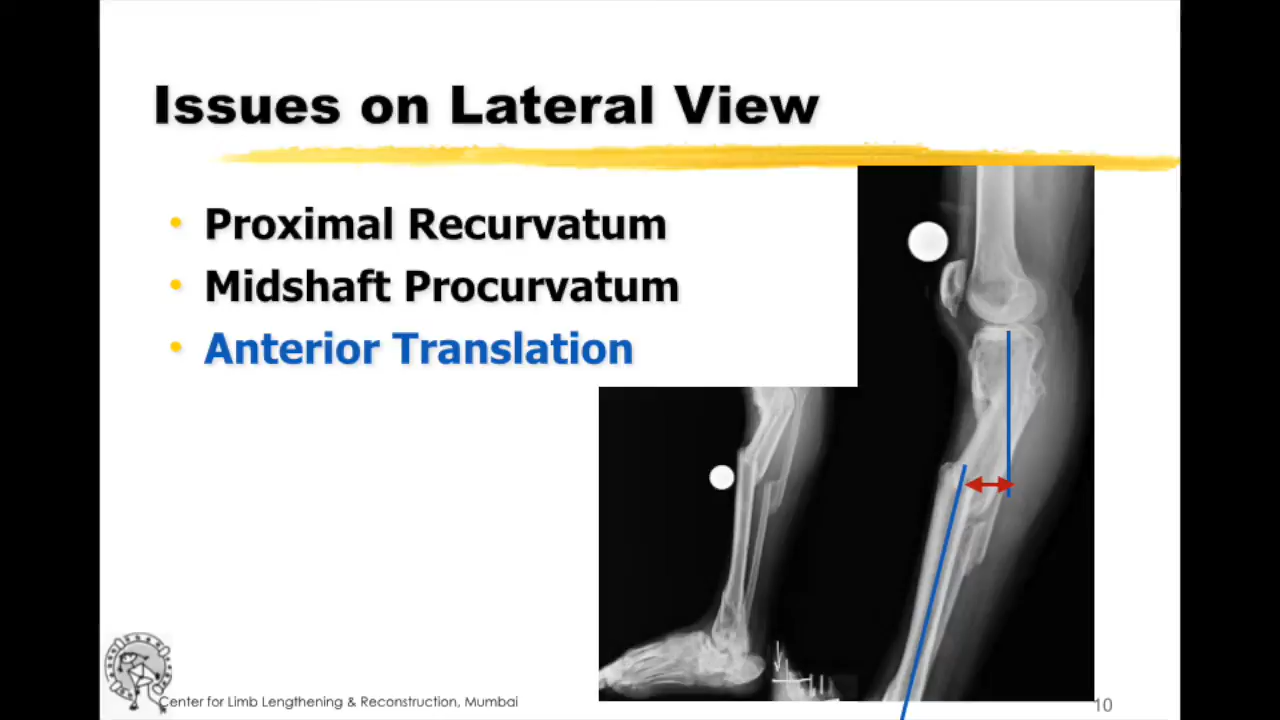 Issues on Lateral View
• Proximal Recurvatum
• Midshaft Procurvatum
• Anterior Translation
Center for Limb Lengthening & Reconstruction, Mumbai
10